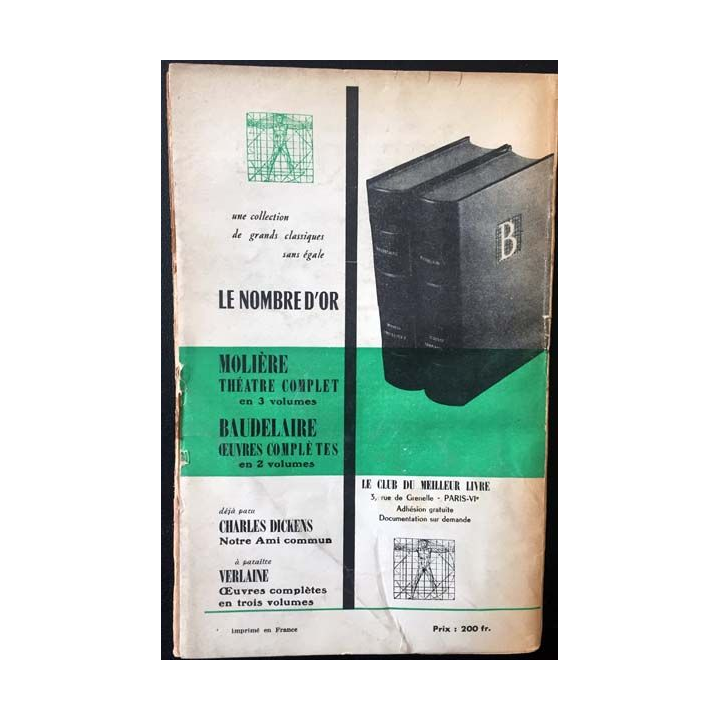 une collection
de grands classiques
sans égale
LE NOMBRE D'OR
MOLIÈRE
THÉATRE COMPLET
en 3 volumes
BAUDELAIRE
ŒUVRES COMPLÈTES
en 2 volumes
déjà paru
CHARLES DICKENS
Notre Ami commun
à paraître
VERLAINE
Œuvres complètes
en trois volumes
imprimé en France
B
LE CLUB DU MEILLEUR LIVRE
3, rue de Grenelle - PARIS-VIe
Adhésion gratuite
Documentation sur demande
Prix : 200 fr.